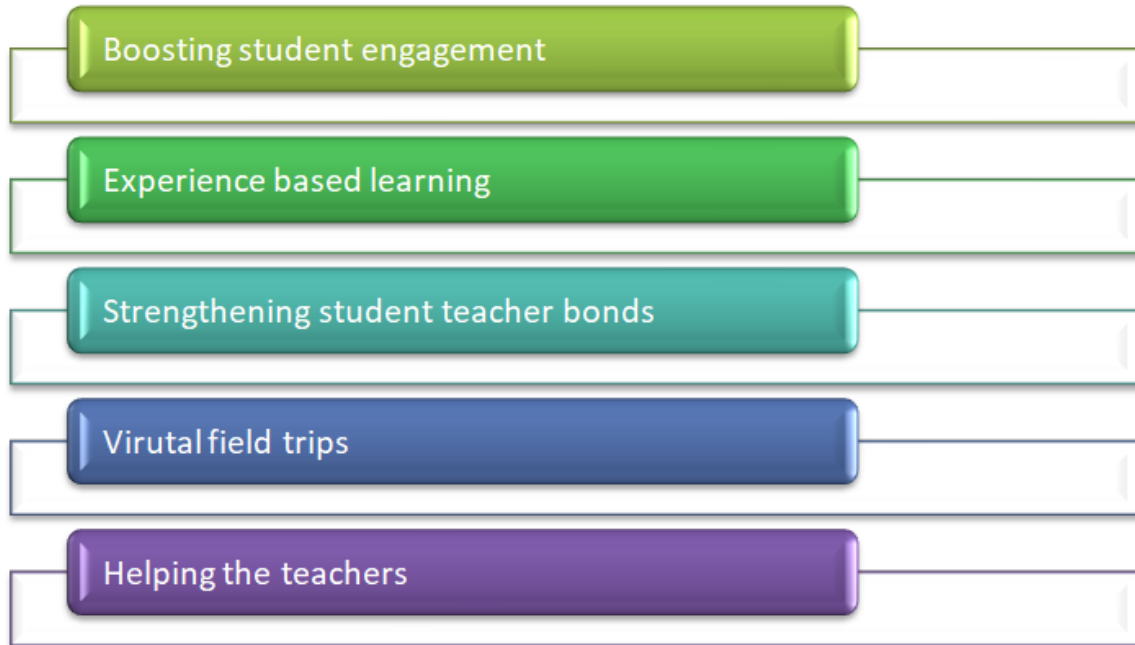 Boosting student engagement
Experience based learning
Strengthening student teacher bonds
Virutal field trips
Helping the teachers